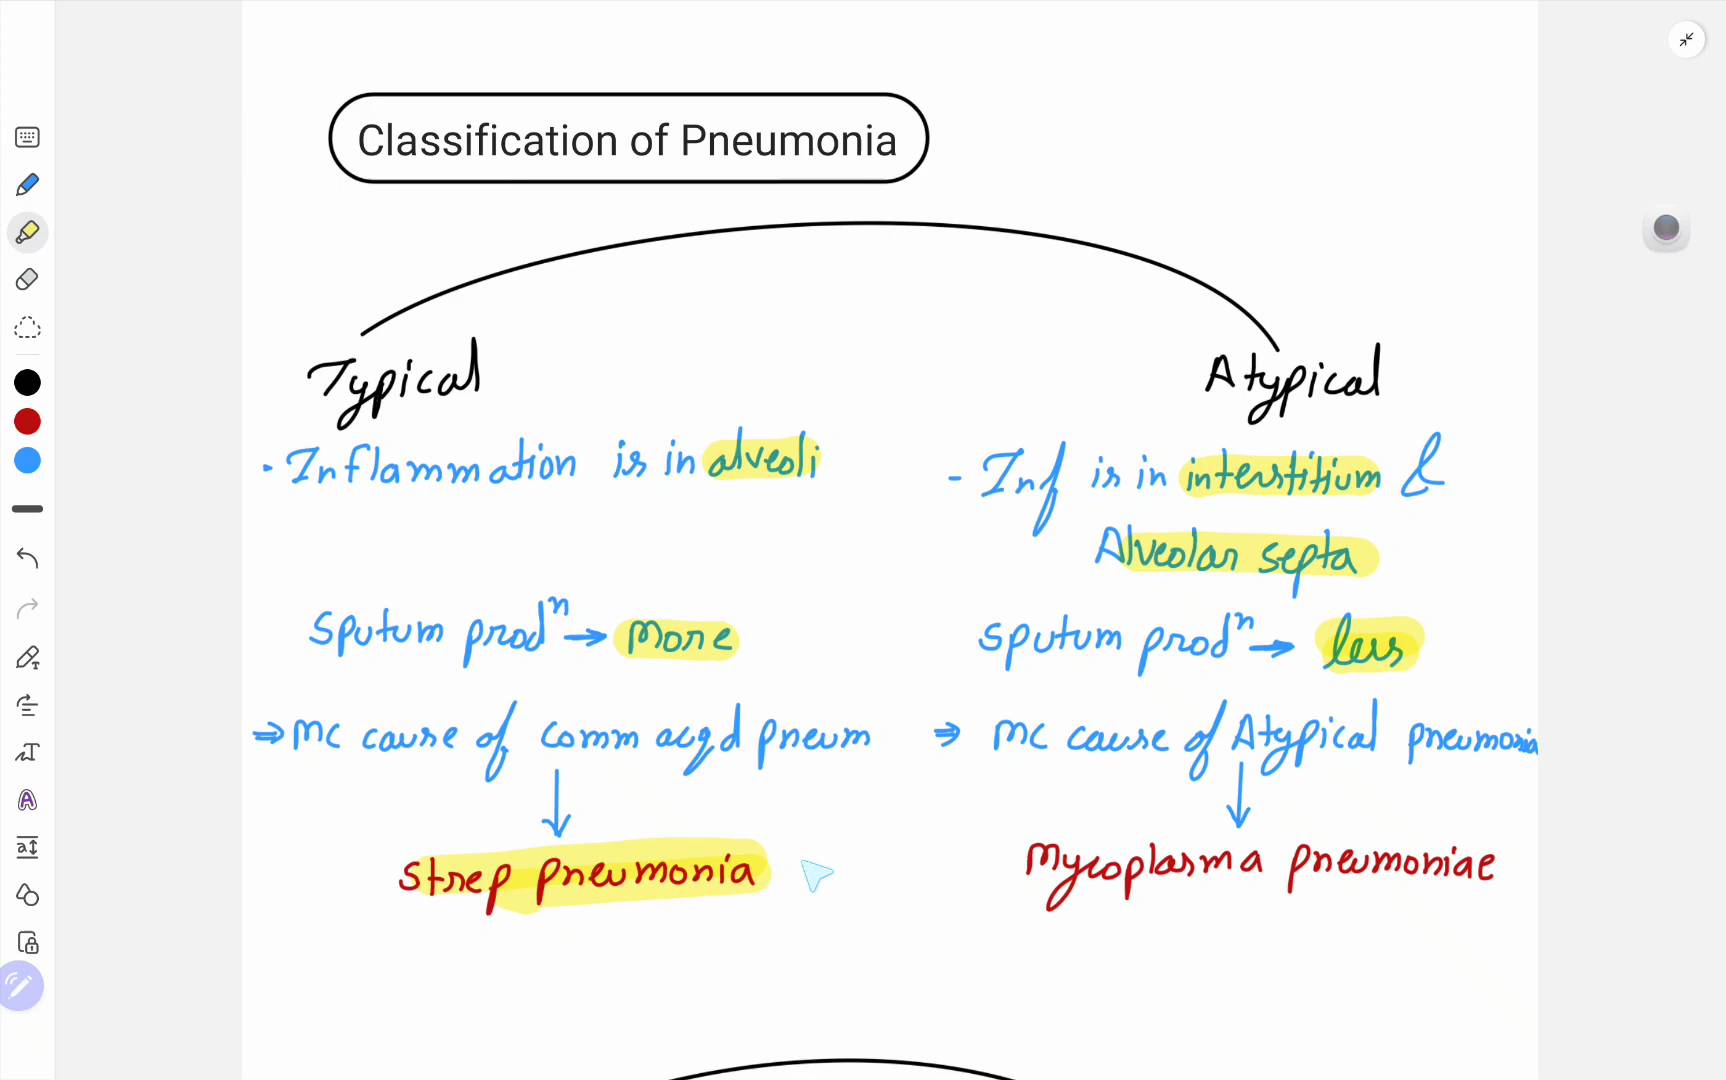 Classification of Pneumonia
Typical
Atypical
· Inflammation is in alveoli
- Inf is in interstitium &
Alveolar septa
Sputum prodⁿ → more
Sputum prodⁿ → less
⇒ MC cause of Comm acqd pneum
⇒ MC cause of Atypical pneumonia
↓
↓
Strep pneumonia
Mycoplasma pneumoniae